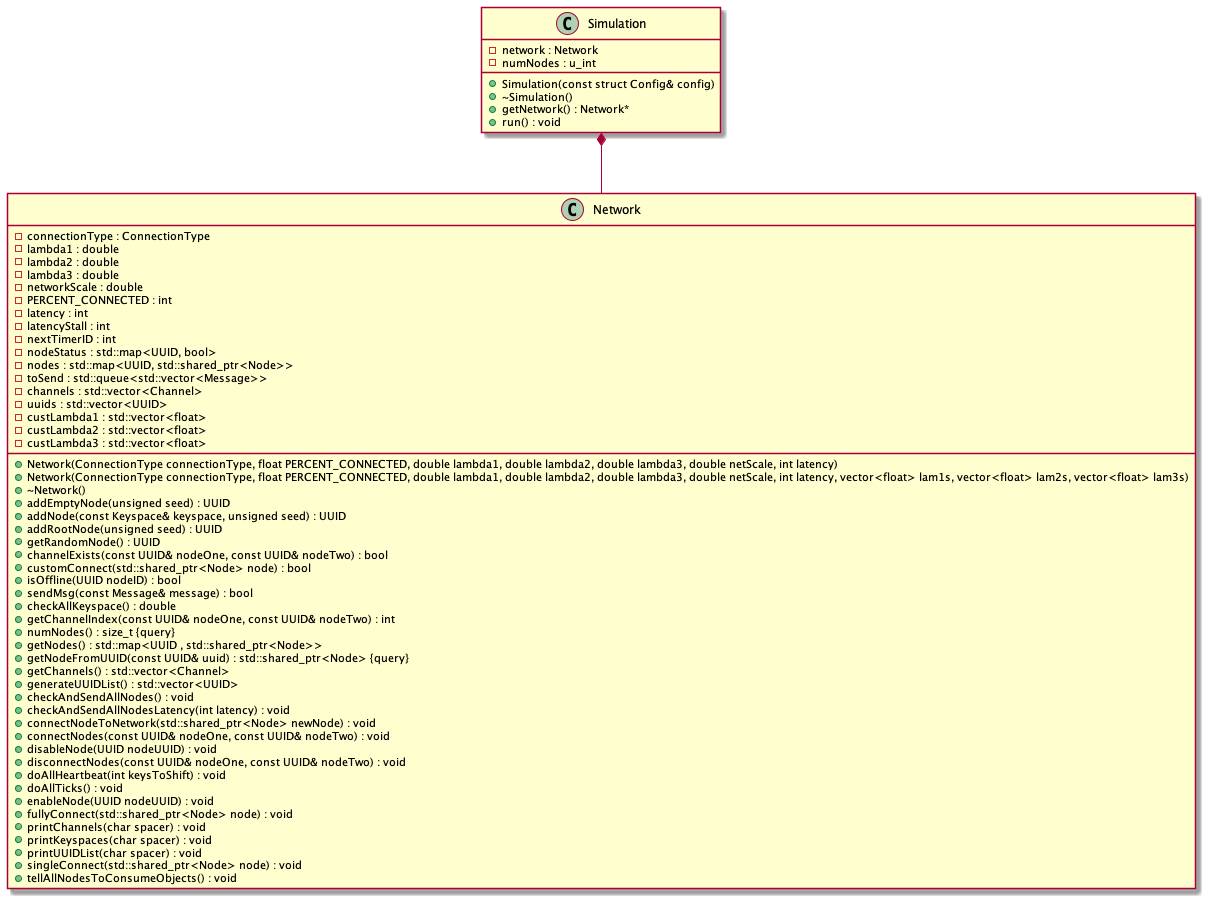 C Simulation
network : Network
numNodes : u_int
Simulation(const struct Config& config)
~Simulation()
getNetwork() : Network*
run() : void
C Network
connectionType : ConnectionType
lambda1 : double
lambda2 : double
lambda3 : double
networkScale : double
PERCENT_CONNECTED : int
latency : int
latencyStall : int
nextTimerID : int
nodeStatus : std::map<UUID, bool>
nodes : std::map<UUID, std::shared_ptr<Node>>
toSend : std::queue<std::vector<Message>>
channels : std::vector<Channel>
uuids : std::vector<UUID>
custLambda1 : std::vector<float>
custLambda2 : std::vector<float>
custLambda3 : std::vector<float>
Network(ConnectionType connectionType, float PERCENT_CONNECTED, double lambda1, double lambda2, double lambda3, double netScale, int latency)
Network(ConnectionType connectionType, float PERCENT_CONNECTED, double lambda1, double lambda2, double lambda3, double netScale, int latency, vector<float> lam1s, vector<float> lam2s, vector<float> lam3s)
~Network()
addEmptyNode(unsigned seed) : UUID
addNode(const Keyspace& keyspace, unsigned seed) : UUID
addRootNode(unsigned seed) : UUID
getRandomNode() : UUID
channelExists(const UUID& nodeOne, const UUID& nodeTwo) : bool
customConnect(std::shared_ptr<Node> node) : bool
isOffline(UUID nodeID) : bool
sendMsg(const Message& message) : bool
checkAllKeyspace() : double
getChannelIndex(const UUID& nodeOne, const UUID& nodeTwo) : int
numNodes() : size_t {query}
getNodes() : std::map<UUID , std::shared_ptr<Node>>
getNodeFromUUID(const UUID& uuid) : std::shared_ptr<Node> {query}
getChannels() : std::vector<Channel>
generateUUIDList() : std::vector<UUID>
checkAndSendAllNodes() : void
checkAndSendAllNodesLatency(int latency) : void
connectNodeToNetwork(std::shared_ptr<Node> newNode) : void
connectNodes(const UUID& nodeOne, const UUID& nodeTwo) : void
disableNode(UUID nodeUUID) : void
disconnectNodes(const UUID& nodeOne, const UUID& nodeTwo) : void
doAllHeartbeat(int keysToShift) : void
doAllTicks() : void
enableNode(UUID nodeUUID) : void
fullyConnect(std::shared_ptr<Node> node) : void
printChannels(char spacer) : void
printKeyspaces(char spacer) : void
printUUIDList(char spacer) : void
singleConnect(std::shared_ptr<Node> node) : void
tellAllNodesToConsumeObjects() : void